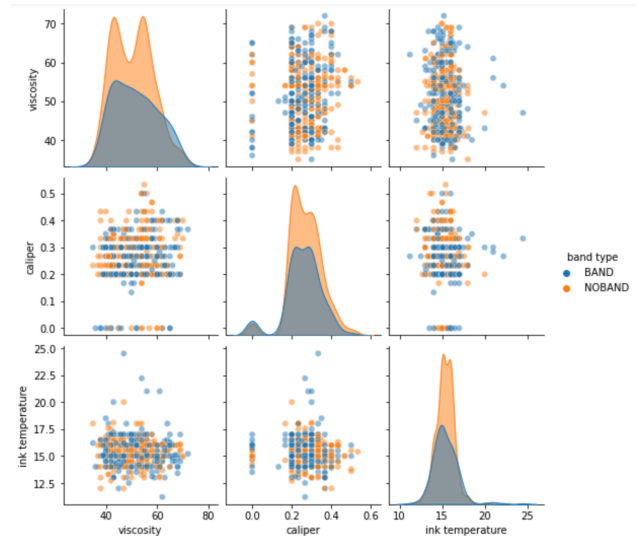 70
60
50
40
viscosity
0.5
0.4
0.3
0.2
0.1
0.0
caliper
band type
BAND
NOBAND
25.0
22.5
20.0
17.5
15.0
12.5
ink temperature
40 60 80
0.0 0.2 0.4 0.6
10 15 20 25
viscosity caliper ink temperature